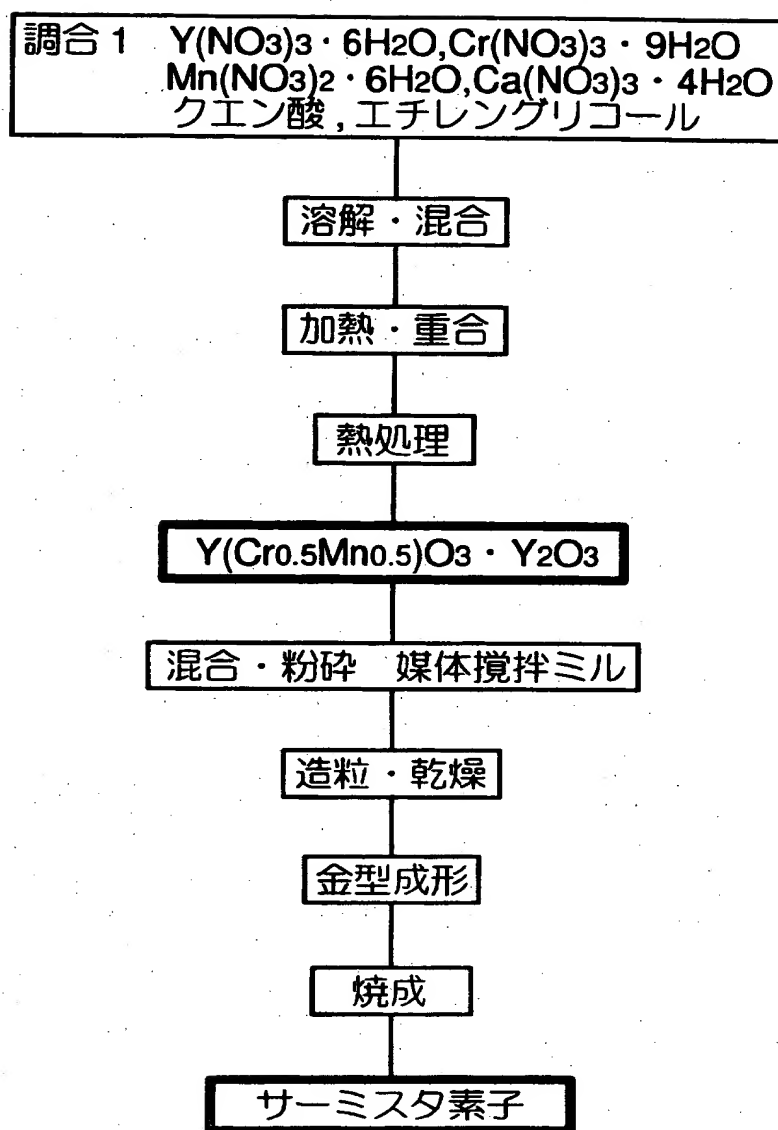 調合1 Y(NO3)3・6H2O,Cr(NO3)3・9H2O
Mn(NO3)2・6H2O,Ca(NO3)3・4H2O
クエン酸,エチレングリコール
溶解・混合
加熱・重合
熱処理
Y(Cr0.5Mn0.5)O3・Y2O3
混合・粉砕 媒体撹拌ミル
造粒・乾燥
金型成形
焼成
サーミスタ素子